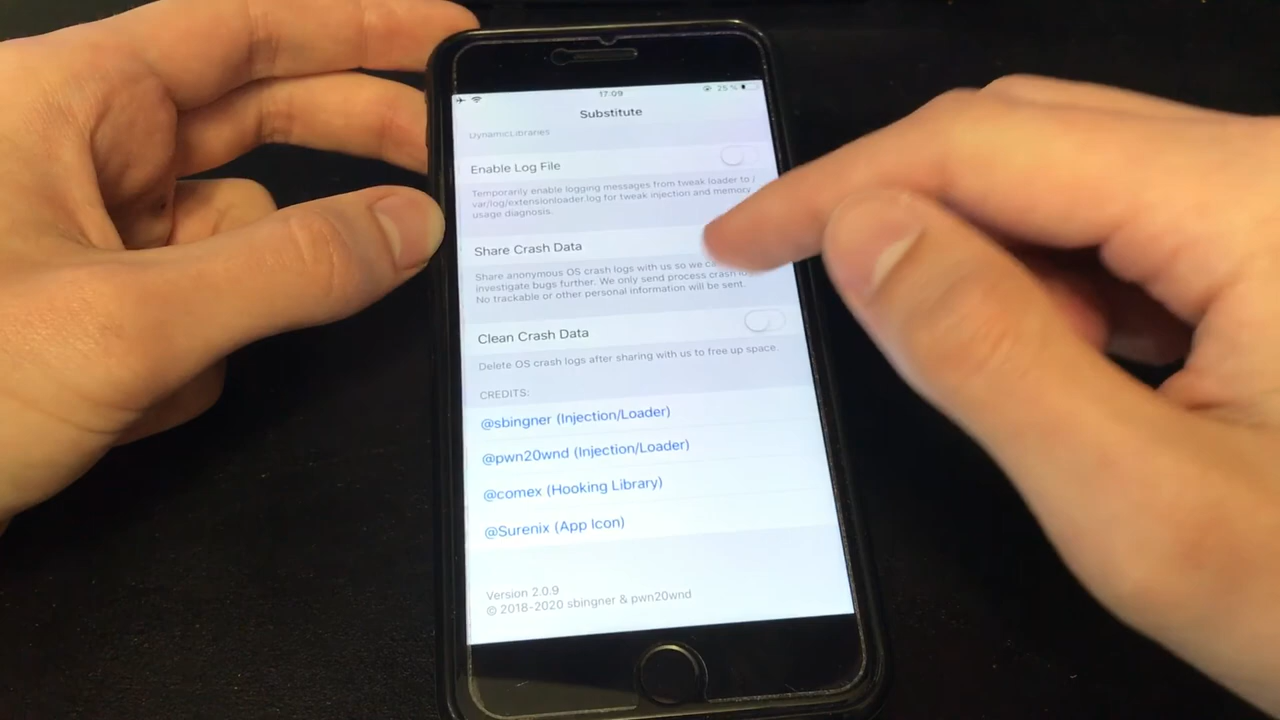 17:09
25 %
Substitute
DynamicLibraries
Enable Log File
Temporarily enable logging messages from tweak loader to /
var/log/extensionloader.log for tweak injection and memory
usage diagnosis.
Share Crash Data
Share anonymous OS crash logs with us so we
investigate bugs further. We only send process crash
No trackable or other personal information will be sent.
Clean Crash Data
Delete OS crash logs after sharing with us to free up space.
CREDITS:
@sbingner (Injection/Loader)
@pwn20wnd (Injection/Loader)
@comex (Hooking Library)
@Surenix (App Icon)
Version 2.0.9
© 2018-2020 sbingner & pwn20wnd